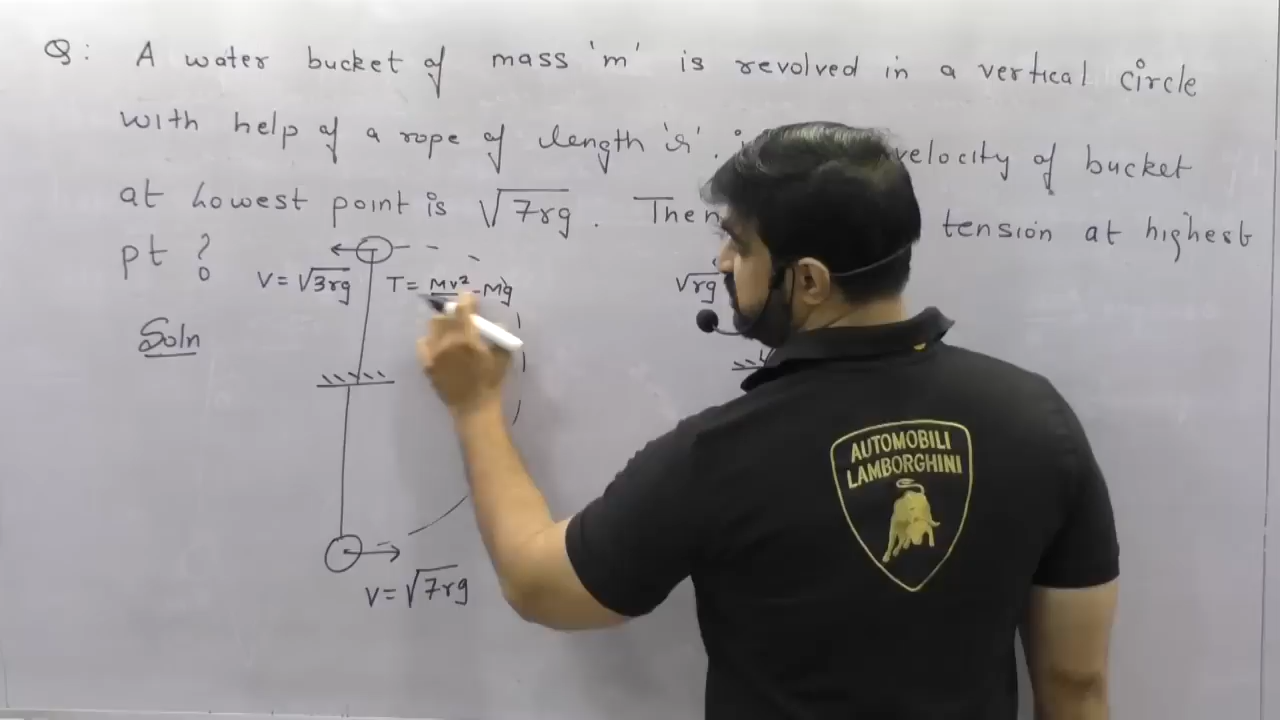 Q: A water bucket of mass 'm' is revolved in a vertical circle
with help of a rope of length 'r'. velocity of bucket
at Lowest point is √7rg. Then tension at highest
pt ?
V = √3rg T = Mv² - Mg
√rg
Soln
AUTOMOBILI
LAMBORGHINI
V = √7rg